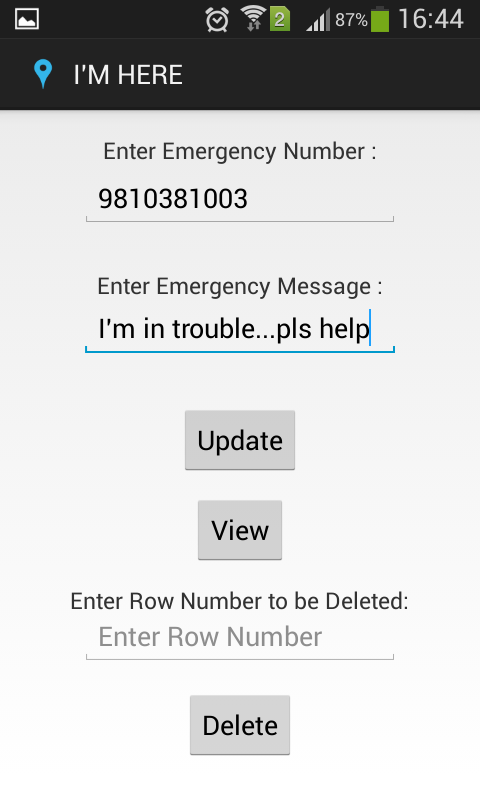 2 87% 16:44
I'M HERE
Enter Emergency Number :
9810381003
Enter Emergency Message :
I'm in trouble...pls help
Update
View
Enter Row Number to be Deleted:
Enter Row Number
Delete